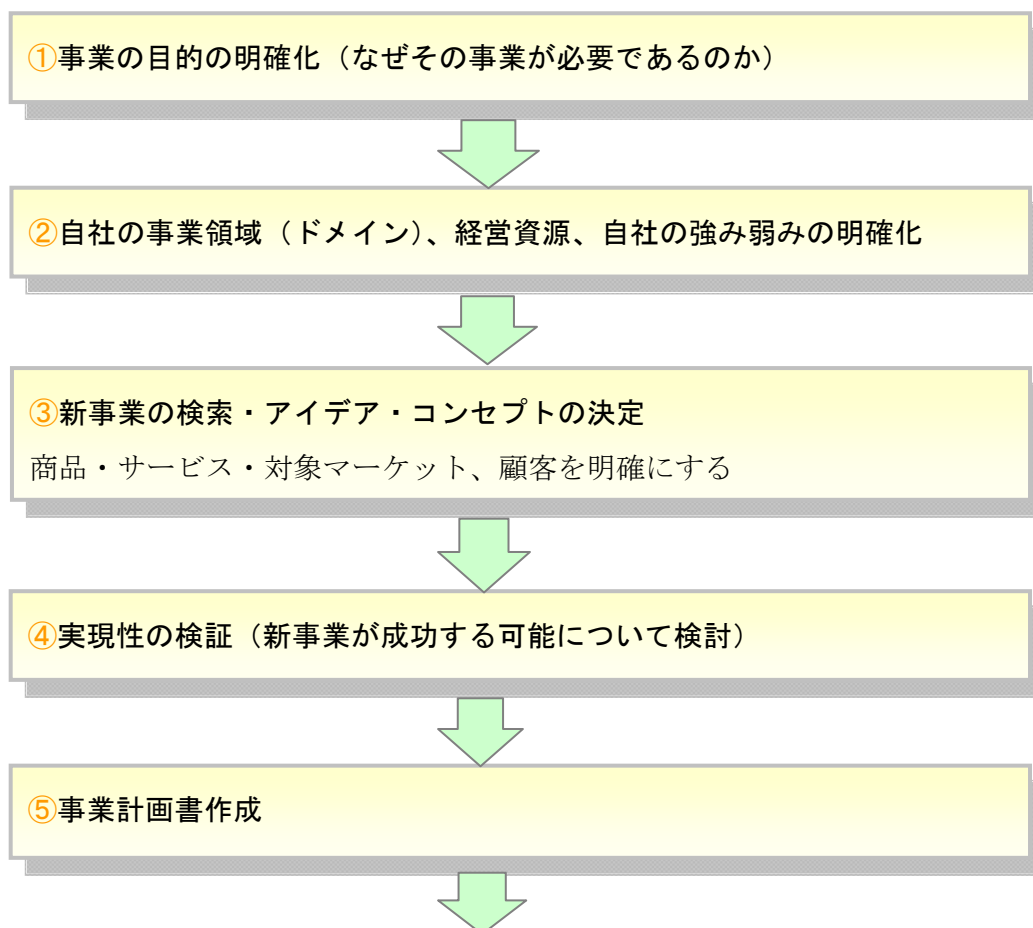 ①事業の目的の明確化（なぜその事業が必要であるのか）
②自社の事業領域（ドメイン）、経営資源、自社の強み弱みの明確化
③新事業の検索・アイデア・コンセプトの決定
商品・サービス・対象マーケット、顧客を明確にする
④実現性の検証（新事業が成功する可能について検討）
⑤事業計画書作成